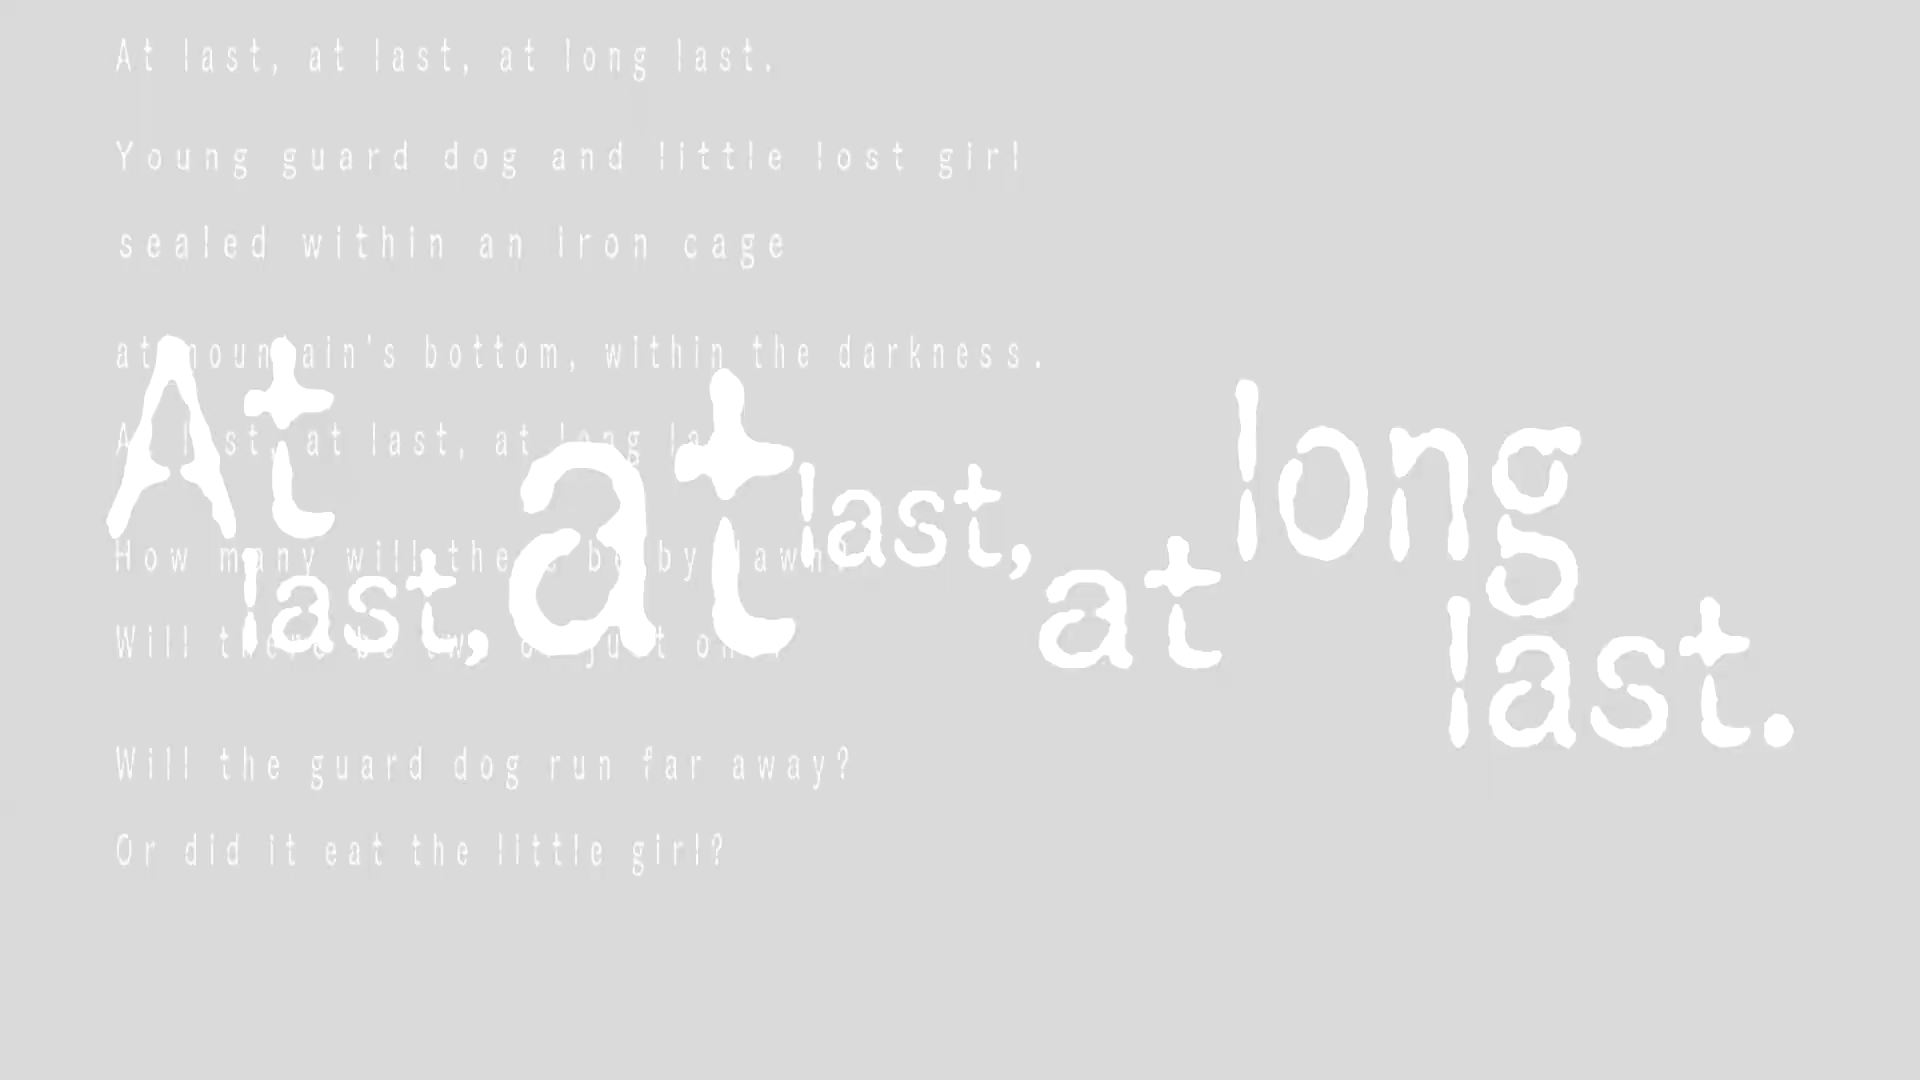 At last, at last, at long last.
Young guard dog and little lost girl
sealed within an iron cage
at mountain's bottom, within the darkness.
At last, at last, at long last.
How many will there be by dawn?
Will there be two or just one?
Will the guard dog run far away?
Or did it eat the little girl?
At last, at last, at long last.